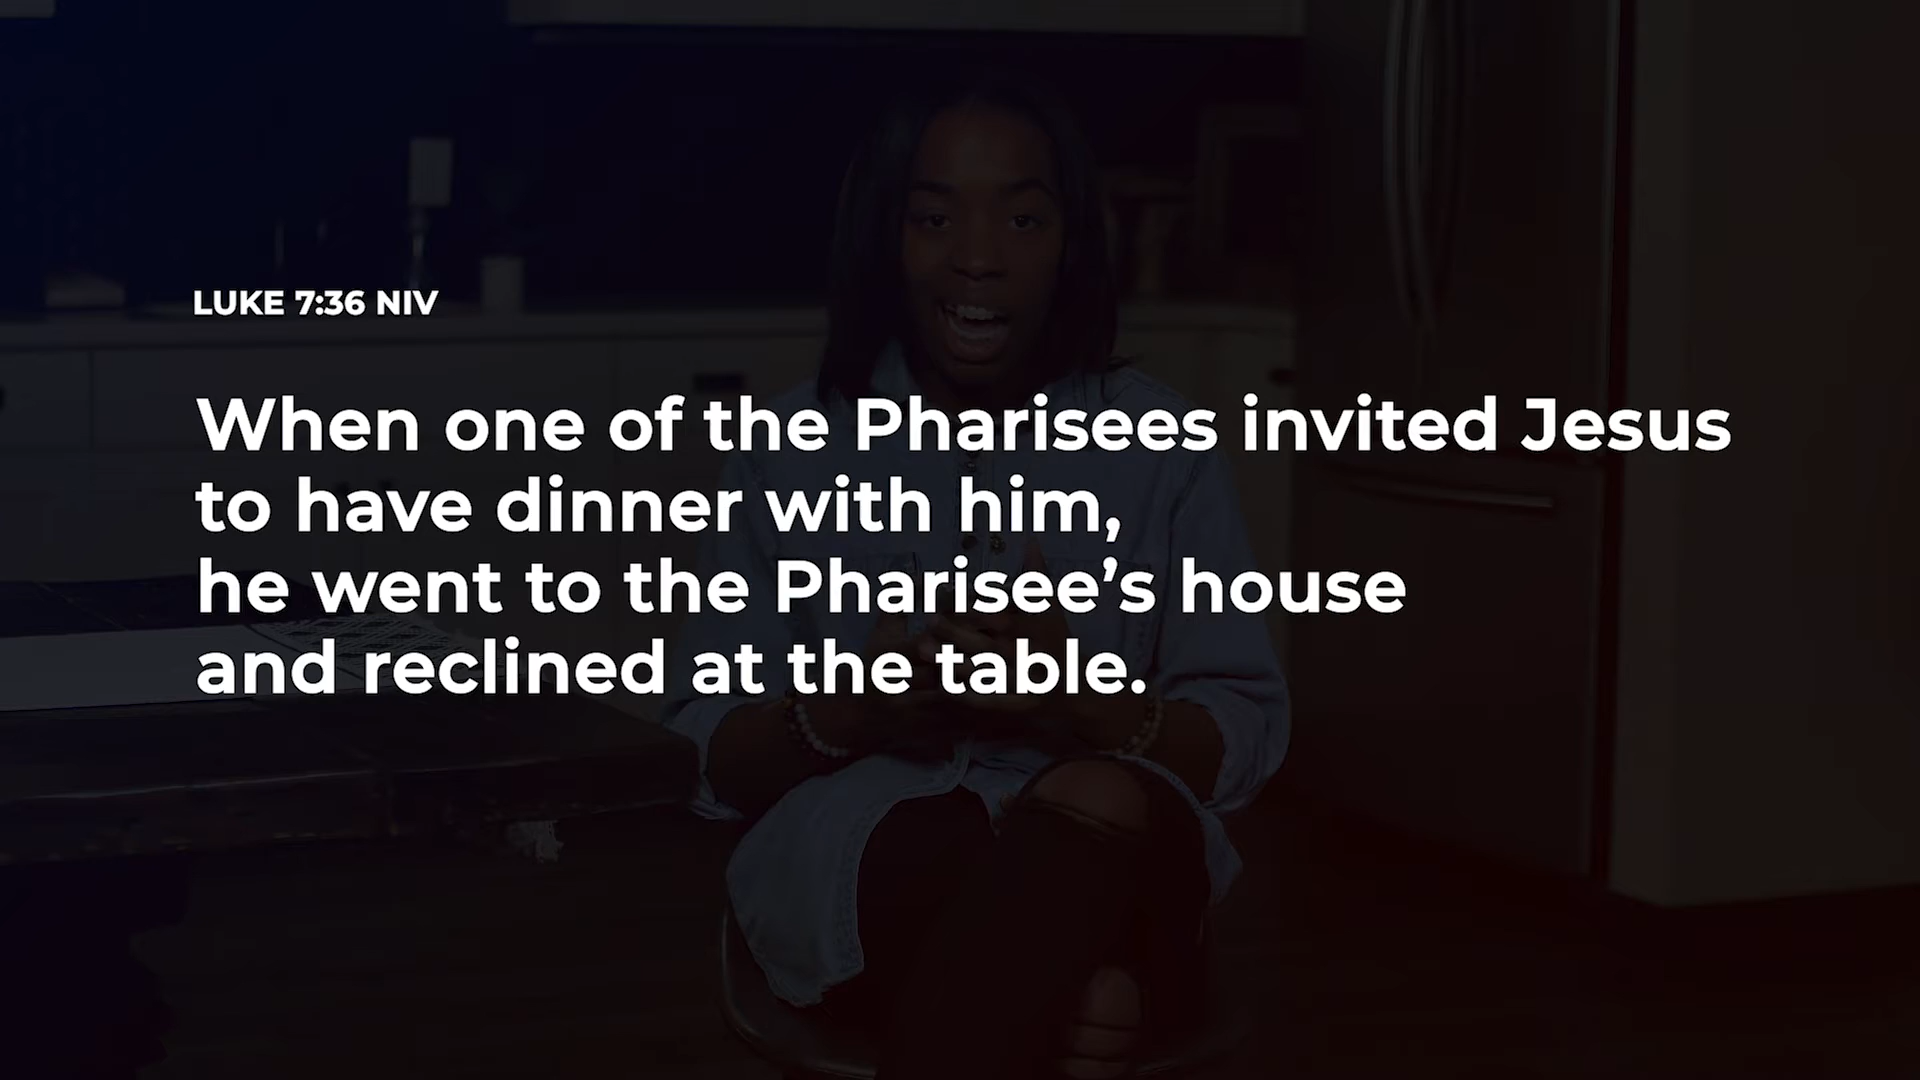 LUKE 7:36 NIV
When one of the Pharisees invited Jesus
to have dinner with him,
he went to the Pharisee’s house
and reclined at the table.